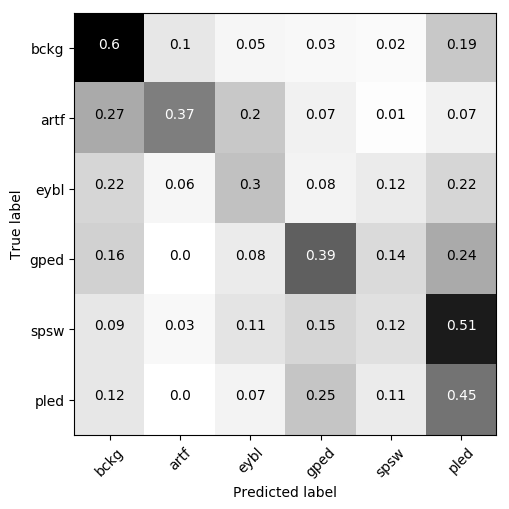 bckg 0.6 0.1 0.05 0.03 0.02 0.19
artf 0.27 0.37 0.2 0.07 0.01 0.07
eybl 0.22 0.06 0.3 0.08 0.12 0.22
gped 0.16 0.0 0.08 0.39 0.14 0.24
spsw 0.09 0.03 0.11 0.15 0.12 0.51
pled 0.12 0.0 0.07 0.25 0.11 0.45
True label
bckg artf eybl gped spsw pled
Predicted label